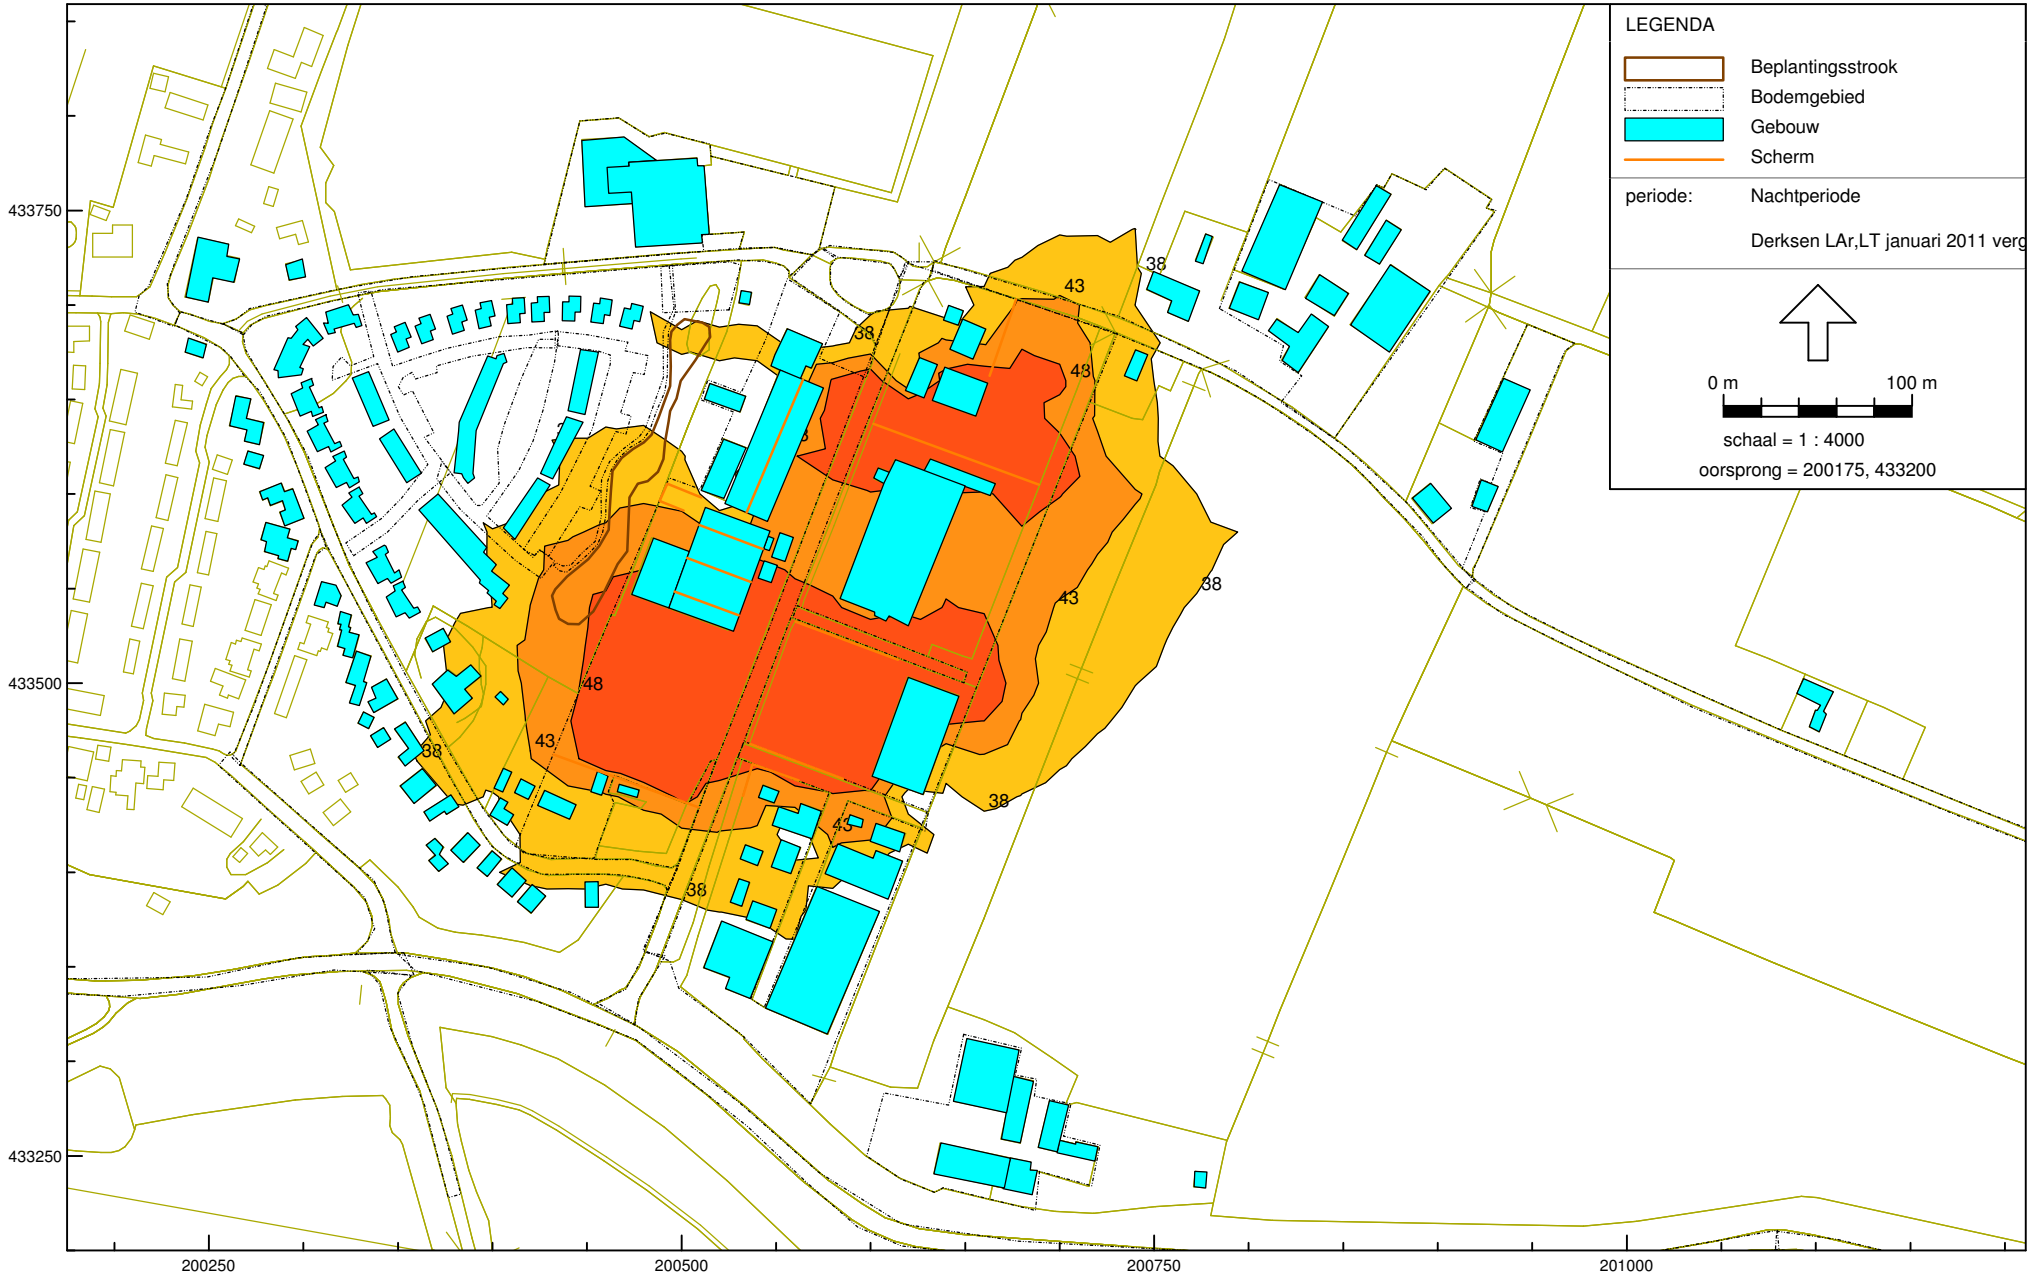 LEGENDA
Beplantingsstrook
Bodemgebied
Gebouw
Scherm
periode: Nachtperiode
Derksen LAr,LT januari 2011 verg
0 m 100 m
schaal = 1 : 4000
oorsprong = 200175, 433200
433750
433500
433250
200250 200500 200750 201000
38
43
38
43
38
43
38
48
43
38
38
43
38